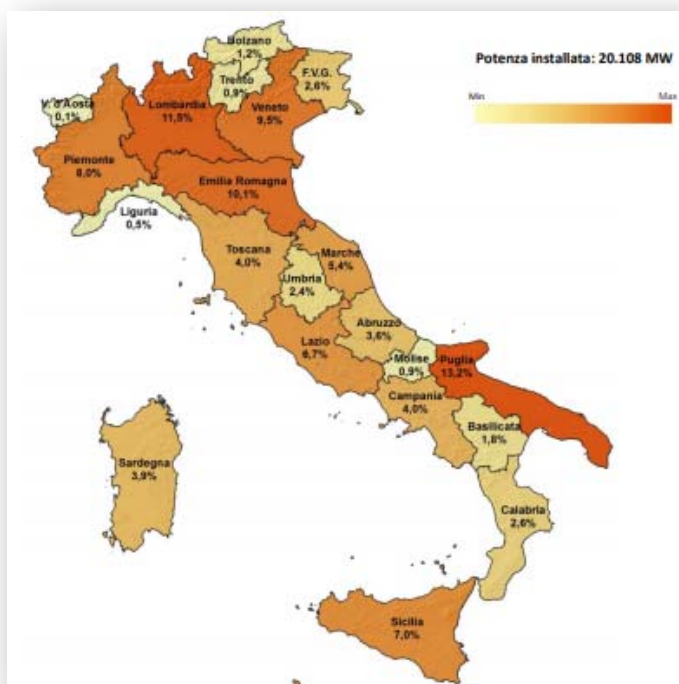 Bolzano
1,2%
Potenza installata: 20.108 MW
Trento
0,9%
F.V.G.
2,6%
Min
Max
V. d'Aosta
0,1%
Lombardia
11,5%
Veneto
9,5%
Piemonte
8,0%
Emilia Romagna
10,1%
Liguria
0,5%
Toscana
4,0%
Marche
5,4%
Umbria
2,4%
Abruzzo
3,6%
Lazio
6,7%
Molise
0,9%
Puglia
13,2%
Campania
4,0%
Basilicata
1,8%
Sardegna
3,9%
Calabria
2,6%
Sicilia
7,0%